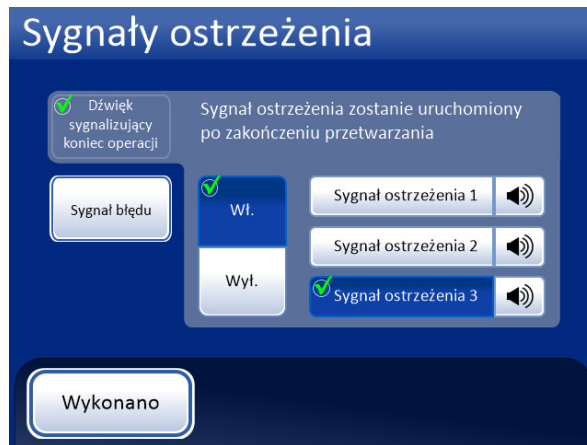 Sygnały ostrzeżenia
Dźwięk
sygnalizujący
koniec operacji
Sygnał ostrzeżenia zostanie uruchomiony
po zakończeniu przetwarzania
Sygnał błędu
Wł.
Wył.
Sygnał ostrzeżenia 1
Sygnał ostrzeżenia 2
Sygnał ostrzeżenia 3
Wykonano